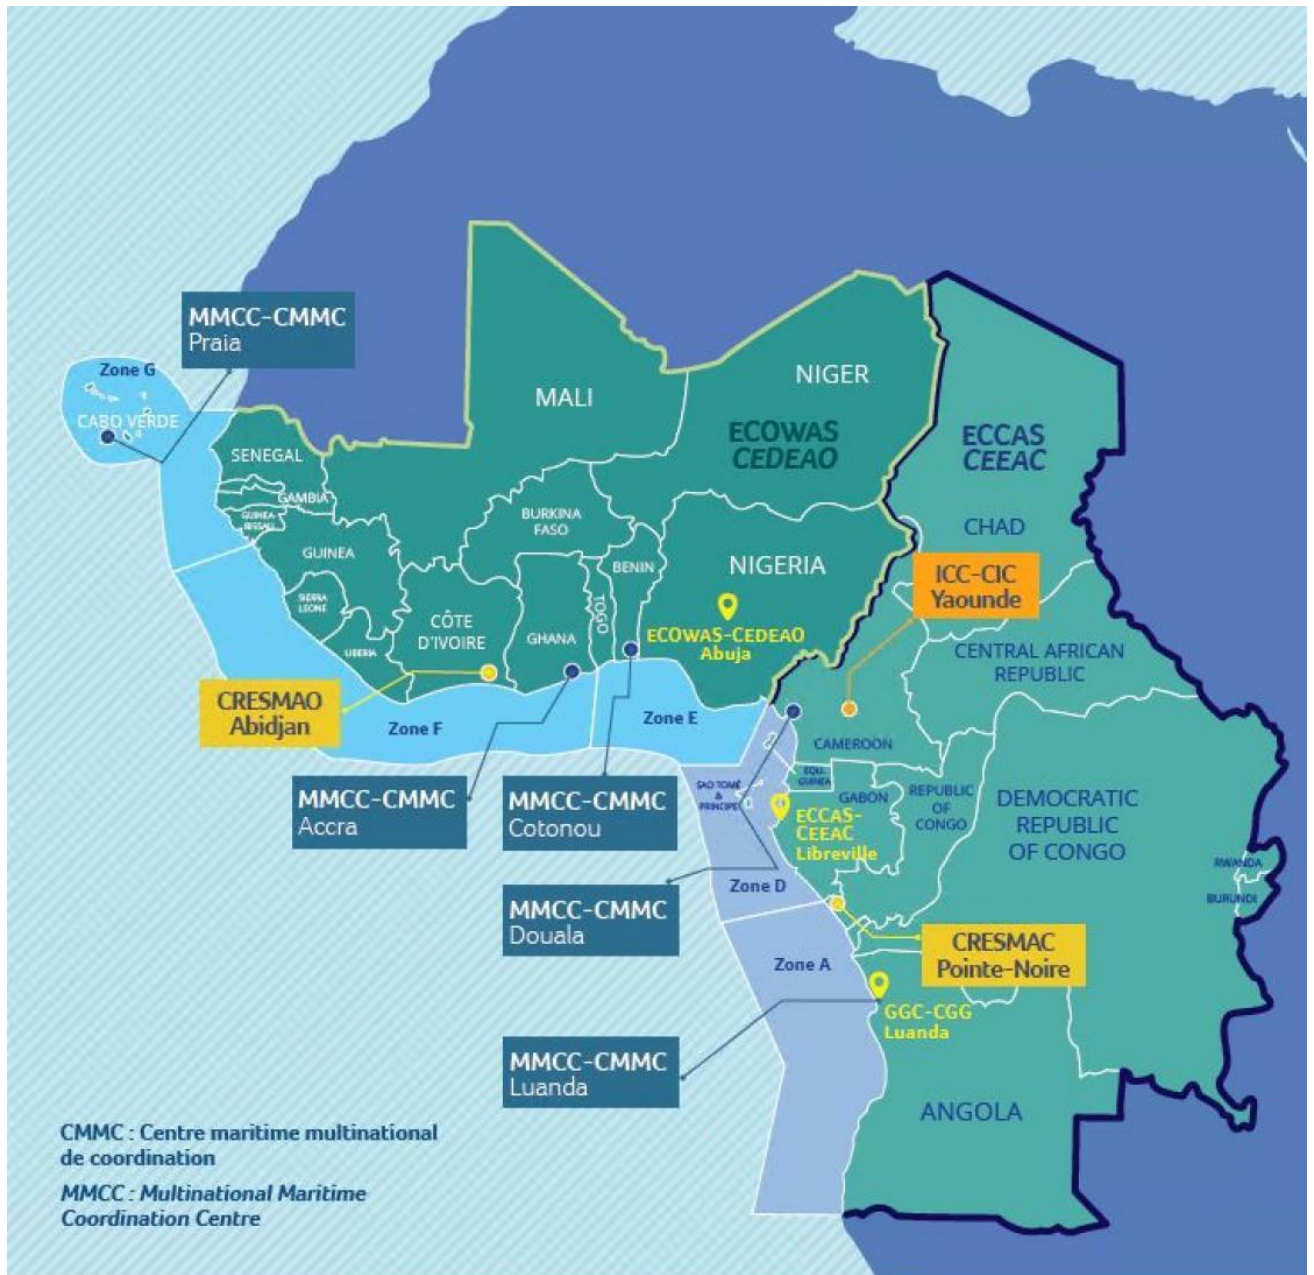 MMCC-CMMC
Praia
Zone G
CABO VERDE
MALI
NIGER
ECOWAS
CEDEAO
ECCAS
CEEAC
SENEGAL
GAMBIA
GUINEA-
BISSAU
BURKINA
FASO
CHAD
GUINEA
BENIN
NIGERIA
ICC-CIC
Yaounde
SIERRA
LEONE
CÔTE
D'IVOIRE
GHANA
TOGO
ECOWAS-CEDEAO
Abuja
LIBERIA
CENTRAL AFRICAN
REPUBLIC
CRESMAO
Abidjan
Zone F
Zone E
CAMEROON
MMCC-CMMC
Accra
MMCC-CMMC
Cotonou
SAO TOMÉ
&
PRINCIPE
EQU.
GUINEA
GABON
REPUBLIC
OF
CONGO
DEMOCRATIC
REPUBLIC
OF CONGO
ECCAS-
CEEAC
Libreville
RWANDA
BURUNDI
MMCC-CMMC
Douala
Zone D
CRESMAC
Pointe-Noire
Zone A
GGC-CGG
Luanda
MMCC-CMMC
Luanda
ANGOLA
CMMC : Centre maritime multinational
de coordination
MMCC : Multinational Maritime
Coordination Centre